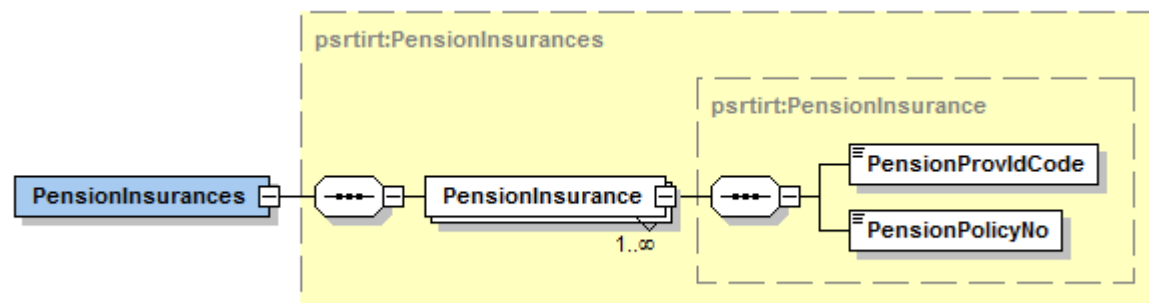 psrtirt:PensionInsurances
psrtirt:PensionInsurance
PensionProvIdCode
PensionInsurances
PensionInsurance
PensionPolicyNo
1..∞